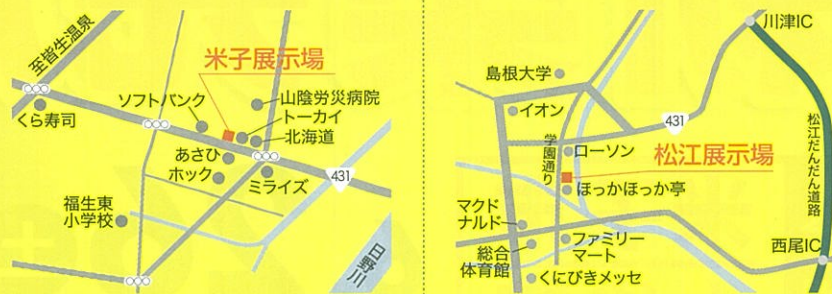 至皆生温泉
米子展示場
ソフトバンク
山陰労災病院
トーカイ
北海道
くら寿司
あさひ
ホック
ミライズ
431
福生東
小学校
日野川
川津IC
島根大学
イオン
431
学園通り
ローソン
松江展示場
ほっかほっか亭
松江だんだん道路
マクド
ナルド
総合
体育館
ファミリー
マート
くにびきメッセ
西尾IC